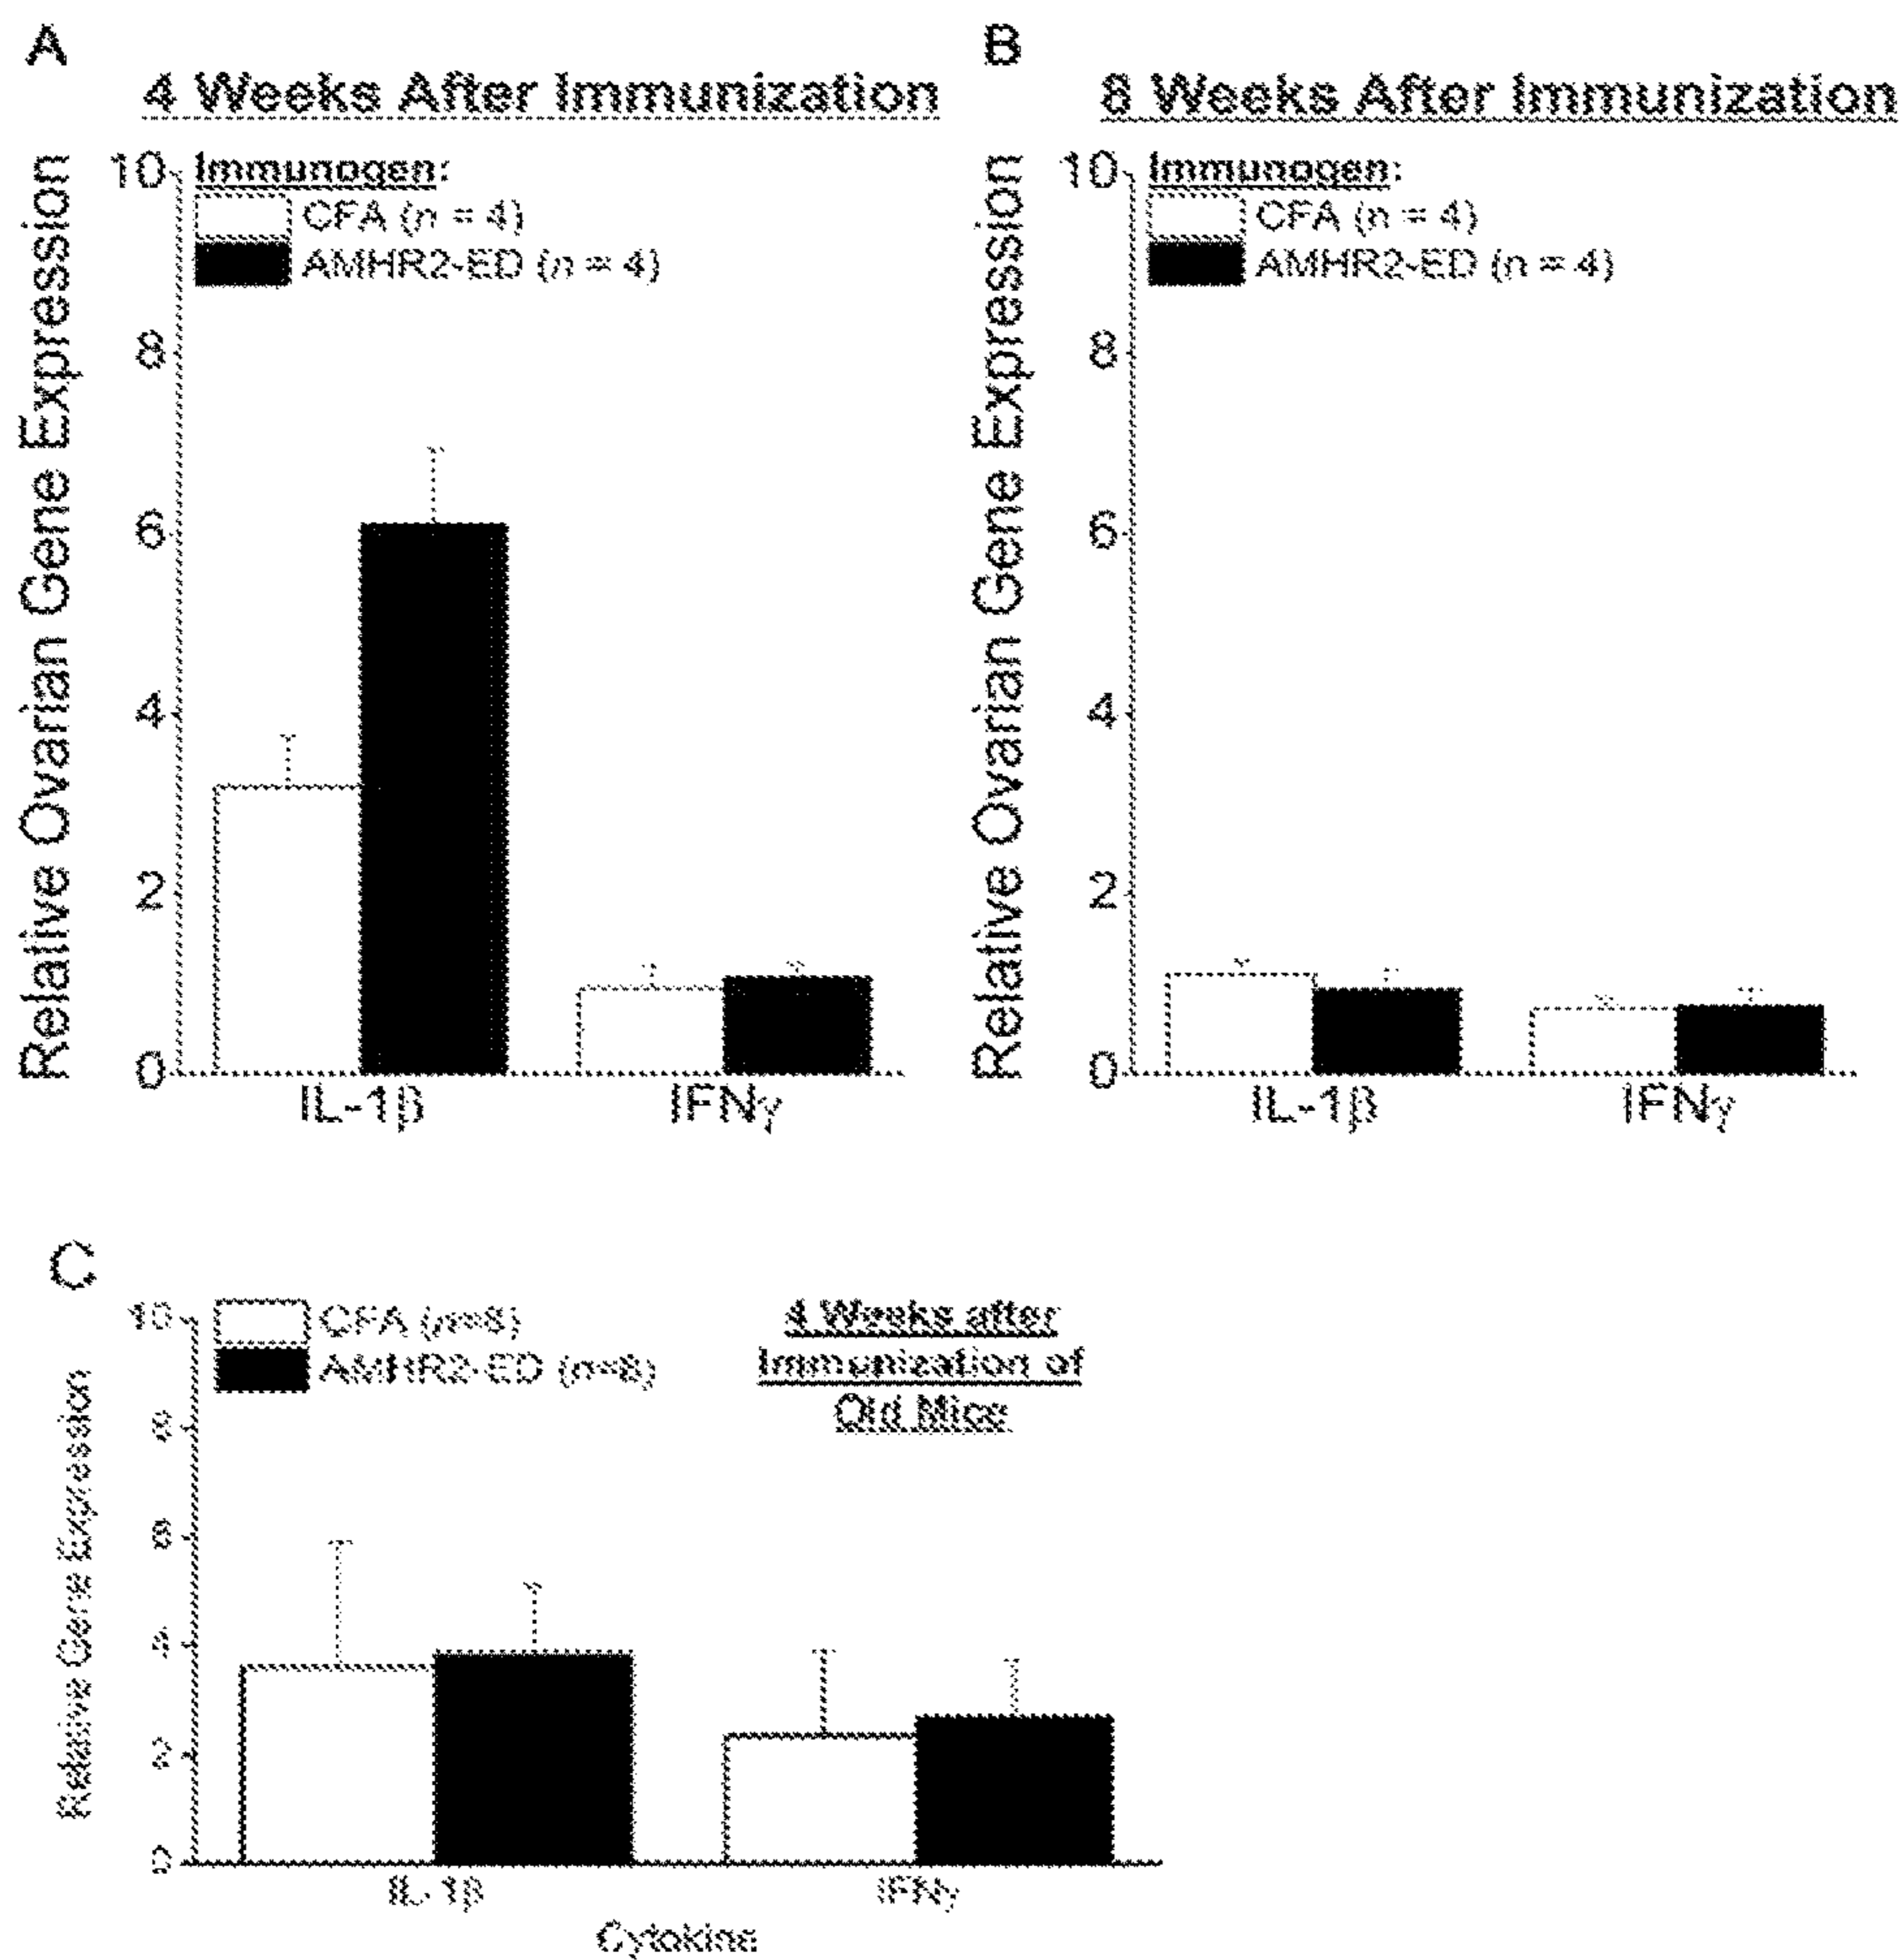 A
4 Weeks After Immunization
Relative Ovarian Gene Expression
10
8
6
4
2
0
Immunogen:
CFA (n = 4)
AMHR2-ED (n = 4)
IL-1β
IFNγ
B
8 Weeks After Immunization
Relative Ovarian Gene Expression
10
8
6
4
2
0
Immunogen:
CFA (n = 4)
AMHR2-ED (n = 4)
IL-1β
IFNγ
C
4 Weeks after
Immunization of
Old Mice
Relative Gene Expression
10
8
6
4
2
0
CFA (n=8)
AMHR2-ED (n=8)
IL-1β
IFNγ
Cytokine